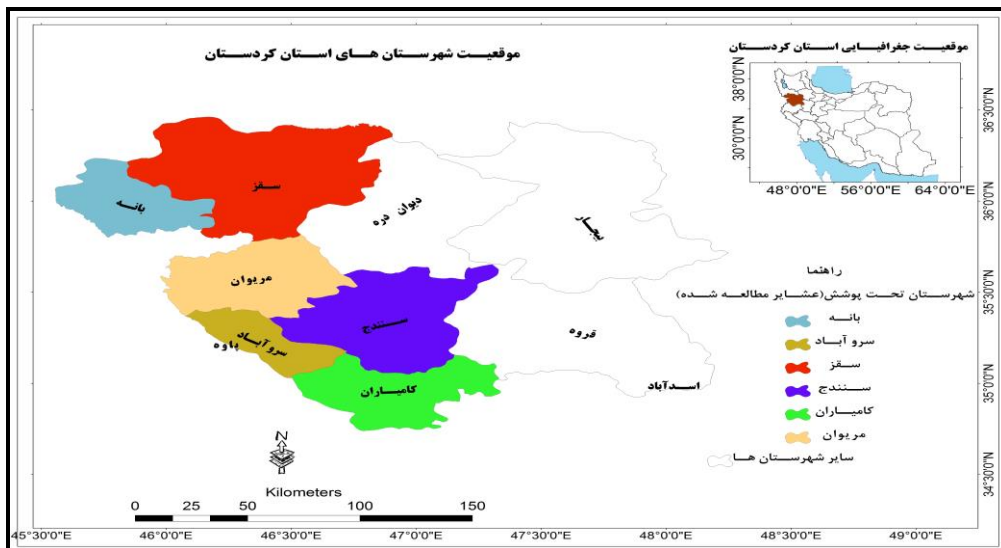 موقعیت شهرستان های استان کردستان
موقعیت جغرافیایی استان کردستان
38°0'0"N
30°0'0"N
48°0'0"E
56°0'0"E
64°0'0"E
36°30'0"N
36°0'0"N
35°30'0"N
35°0'0"N
34°30'0"N
سقز
بانه
دیوان دره
بیجار
مریوان
سنندج
سرو آباد
پاوه
قروه
کامیاران
اسدآباد
راهنما
شهرستان تحت پوشش(عشایر مطالعه شده)
بانه
سرو آباد
سقز
سنندج
کامیاران
مریوان
سایر شهرستان ها
N
Kilometers
0 25 50 100 150
45°30'0"E
46°0'0"E
46°30'0"E
47°0'0"E
47°30'0"E
48°0'0"E
48°30'0"E
49°0'0"E